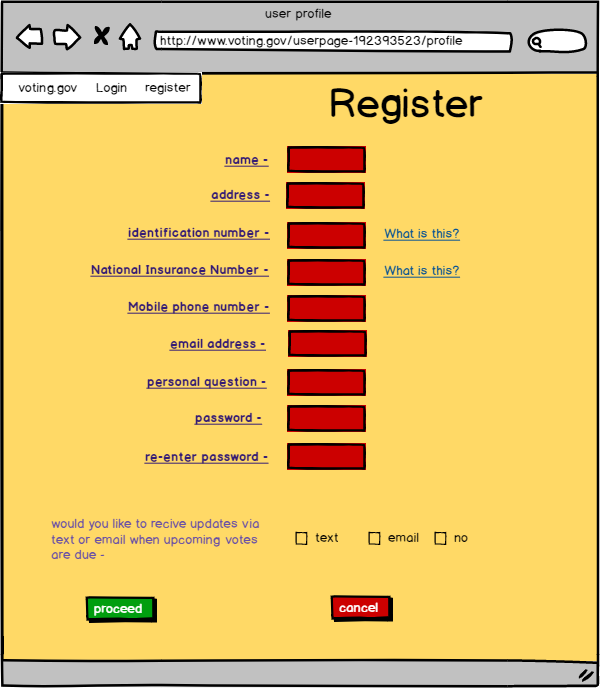 user profile
http://www.voting.gov/userpage-192393523/profile
voting.gov Login register
Register
name -
address -
identification number - What is this?
National Insurance Number - What is this?
Mobile phone number -
email address -
personal question -
password -
re-enter password -
would you like to recive updates via
text or email when upcoming votes
are due -
text email no
proceed cancel